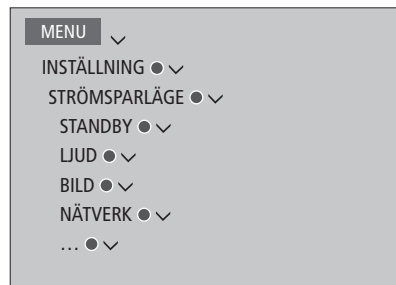 MENU
INSTÄLLNING
STRÖMSPARLÄGE
STANDBY
LJUD
BILD
NÄTVERK
…